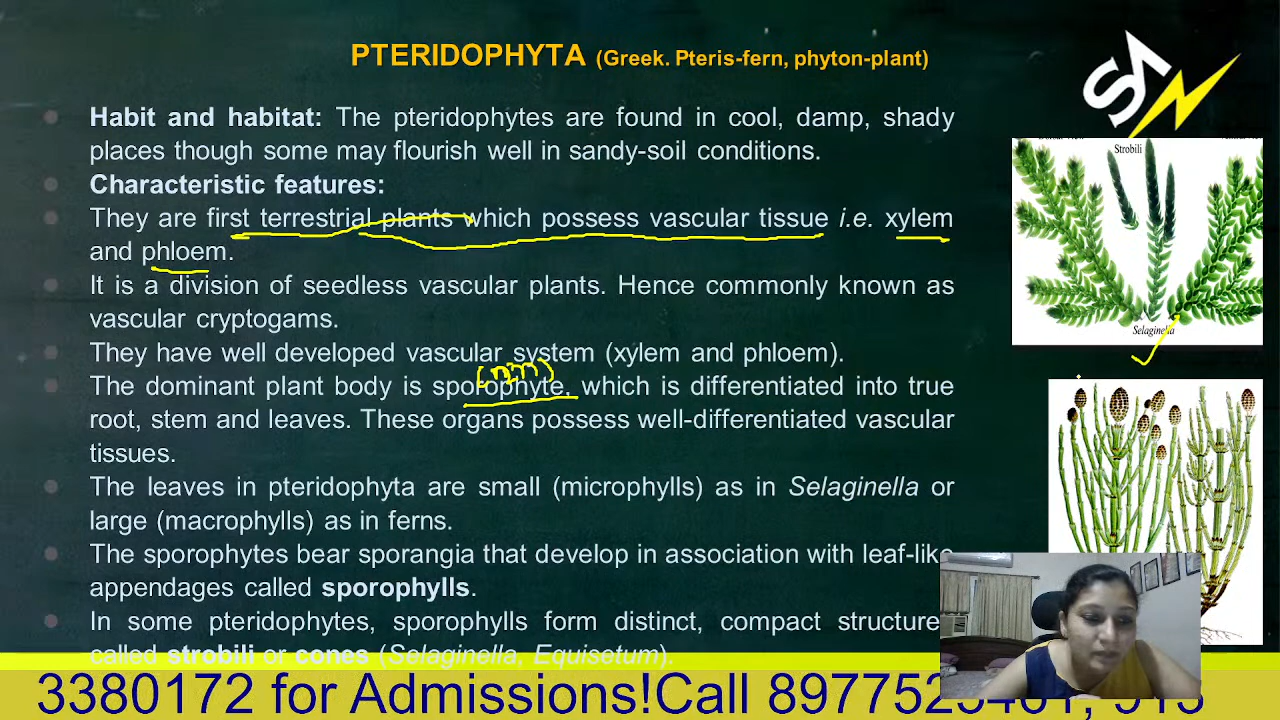 PTERIDOPHYTA (Greek. Pteris-fern, phyton-plant)
Habit and habitat: The pteridophytes are found in cool, damp, shady
places though some may flourish well in sandy-soil conditions.
Characteristic features:
They are first terrestrial plants which possess vascular tissue i.e. xylem
and phloem.
It is a division of seedless vascular plants. Hence commonly known as
vascular cryptogams.
They have well developed vascular system (xylem and phloem).
The dominant plant body is sporophyte, which is differentiated into true
root, stem and leaves. These organs possess well-differentiated vascular
tissues.
The leaves in pteridophyta are small (microphylls) as in Selaginella or
large (macrophylls) as in ferns.
The sporophytes bear sporangia that develop in association with leaf-like
appendages called sporophylls.
In some pteridophytes, sporophylls form distinct, compact structure
called strobili or cones (Selaginella, Equisetum).
SAN
Strobili
Selaginella
3380172 for Admissions!Call